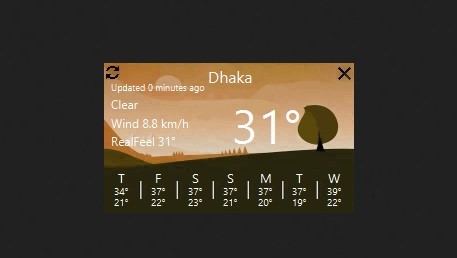 Dhaka
Updated 0 minutes ago
Clear
Wind 8.8 km/h
31°
RealFeel 31°
T | F | S | S | M | T | W
34° 37° 37° 37° 37° 37° 39°
21° 22° 23° 21° 20° 19° 22°